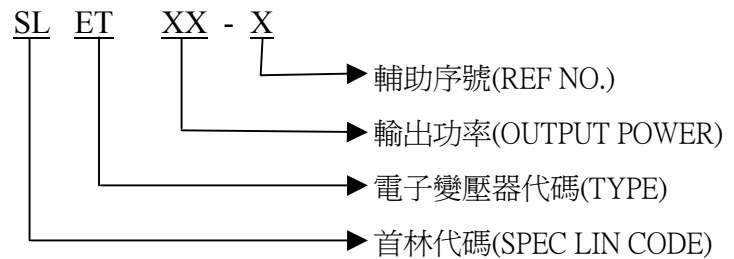 SL ET XX - X
輔助序號(REF NO.)
輸出功率(OUTPUT POWER)
電子變壓器代碼(TYPE)
首林代碼(SPEC LIN CODE)